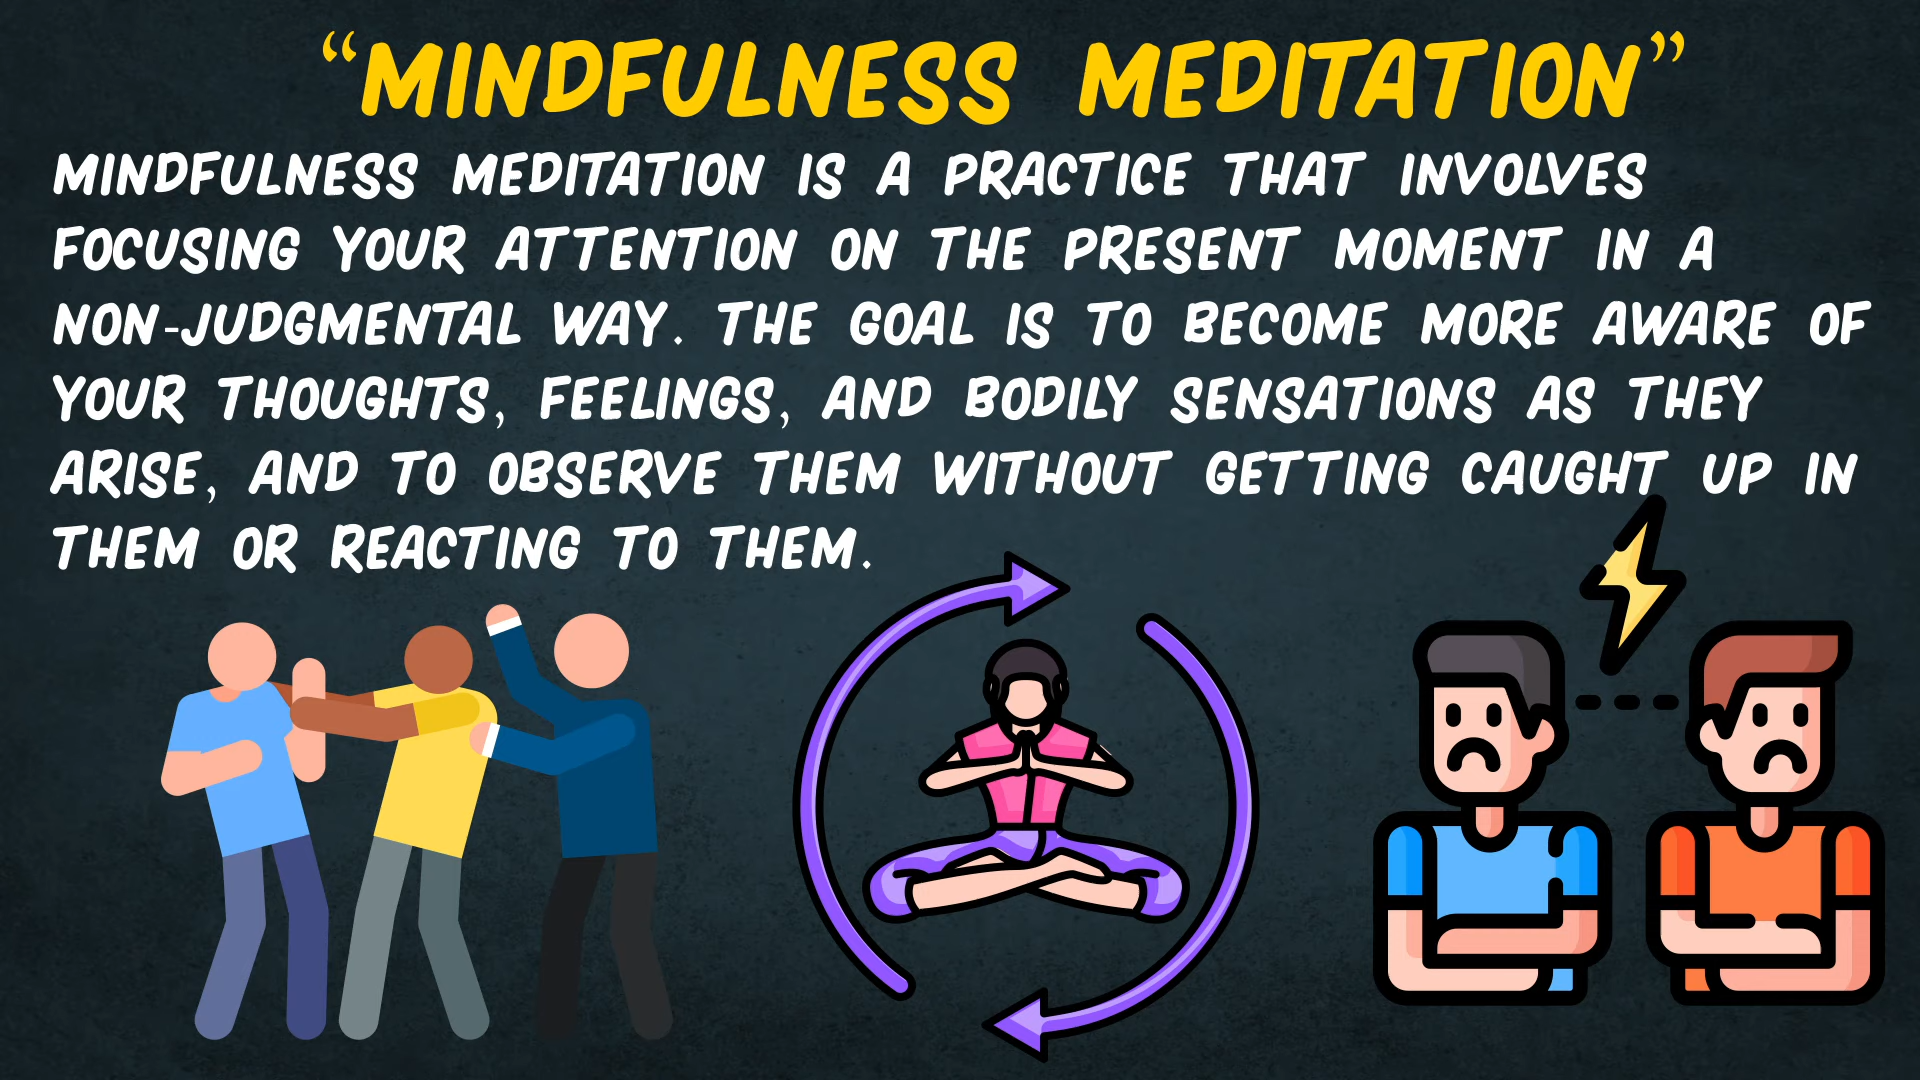 “MINDFULNESS MEDITATION”
MINDFULNESS MEDITATION IS A PRACTICE THAT INVOLVES
FOCUSING YOUR ATTENTION ON THE PRESENT MOMENT IN A
NON-JUDGMENTAL WAY. THE GOAL IS TO BECOME MORE AWARE OF
YOUR THOUGHTS, FEELINGS, AND BODILY SENSATIONS AS THEY
ARISE, AND TO OBSERVE THEM WITHOUT GETTING CAUGHT UP IN
THEM OR REACTING TO THEM.